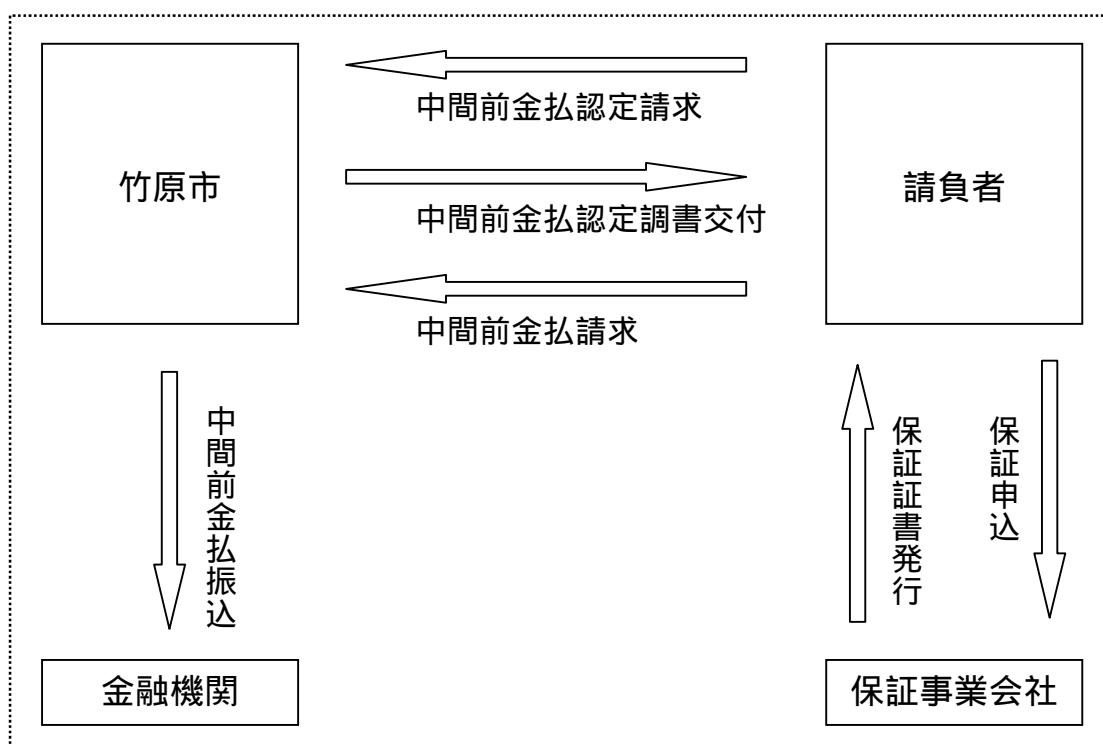 中間前金払認定請求
竹原市
請負者
中間前金払認定調書交付
中間前金払請求
中間前金払振込
保証証書発行
保証申込
金融機関
保証事業会社